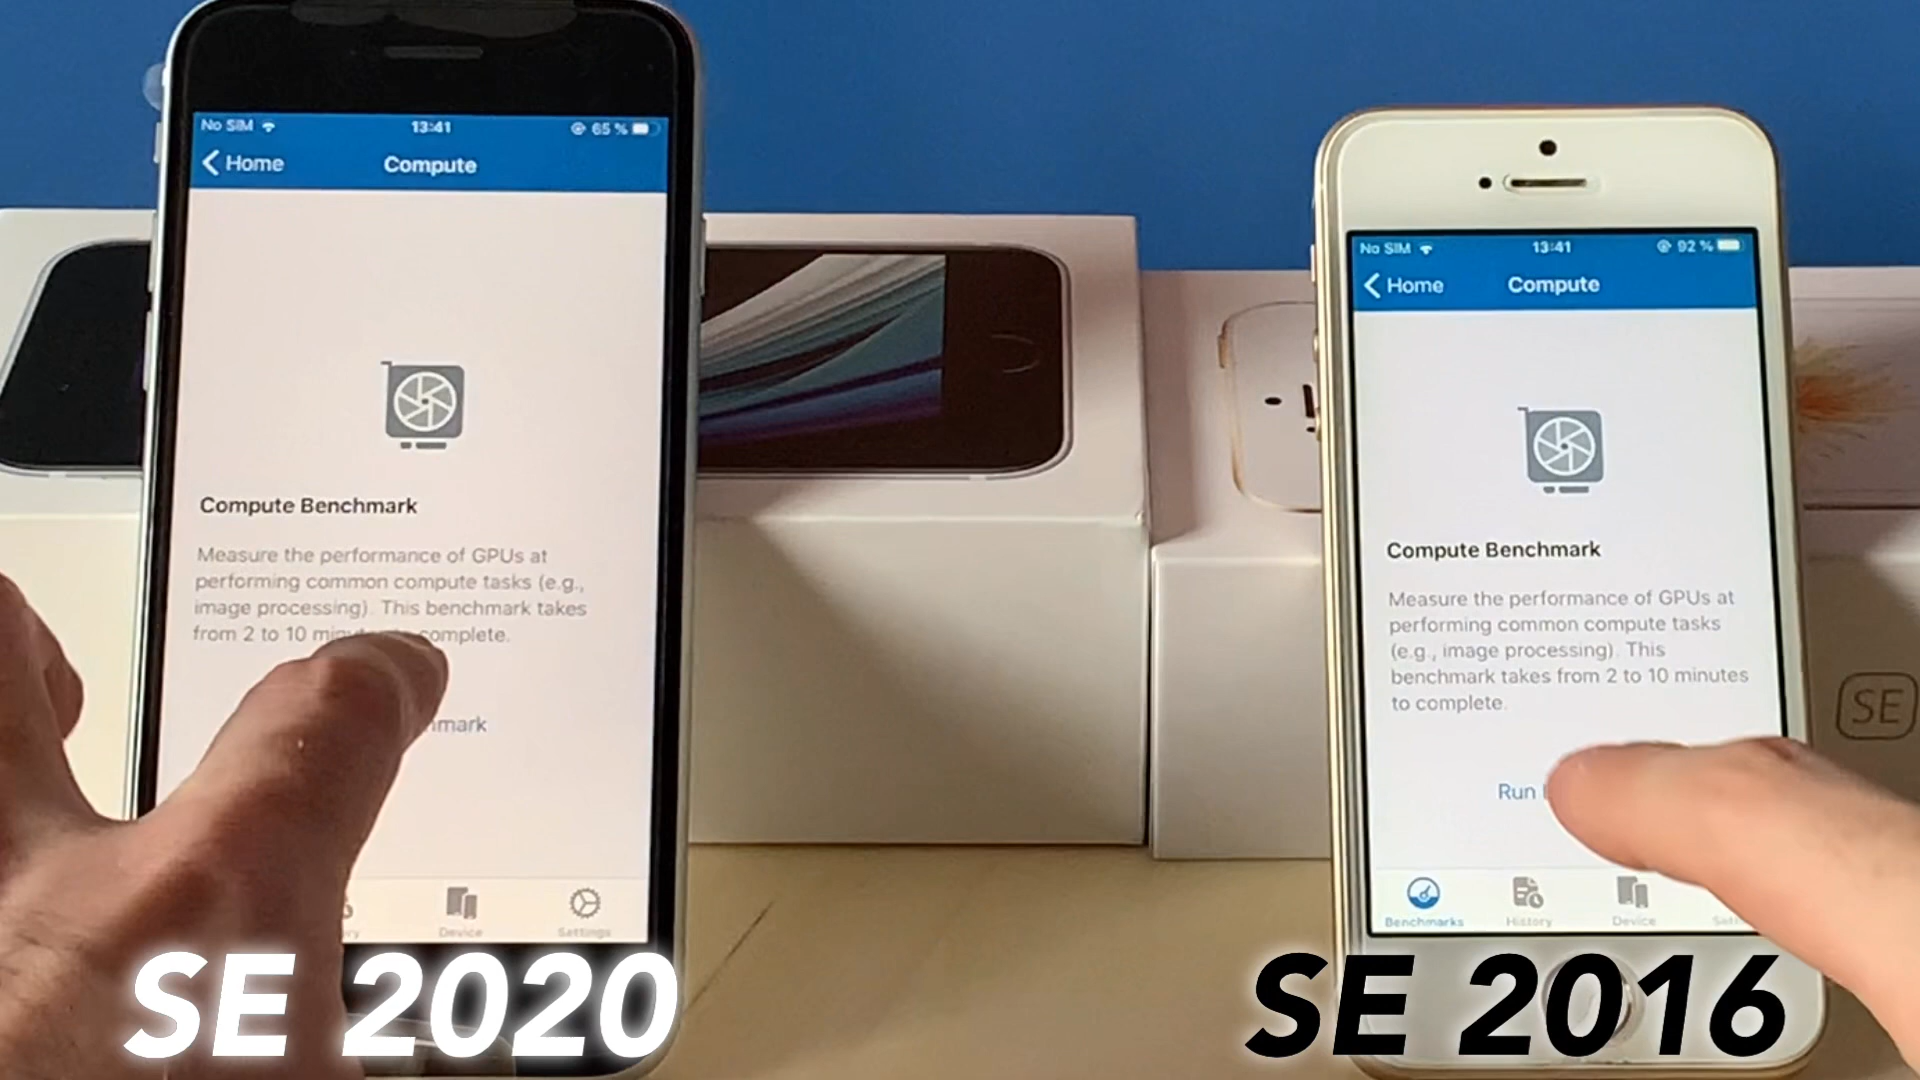 No SIM 13:41 65 %
Home Compute
Compute Benchmark
Measure the performance of GPUs at
performing common compute tasks (e.g.,
image processing). This benchmark takes
from 2 to 10 complete.
Device Settings
SE 2020
No SIM 13:41 92 %
Home Compute
Compute Benchmark
Measure the performance of GPUs at
performing common compute tasks
(e.g., image processing). This
benchmark takes from 2 to 10 minutes
to complete.
Run
Benchmarks History Device
SE
SE 2016